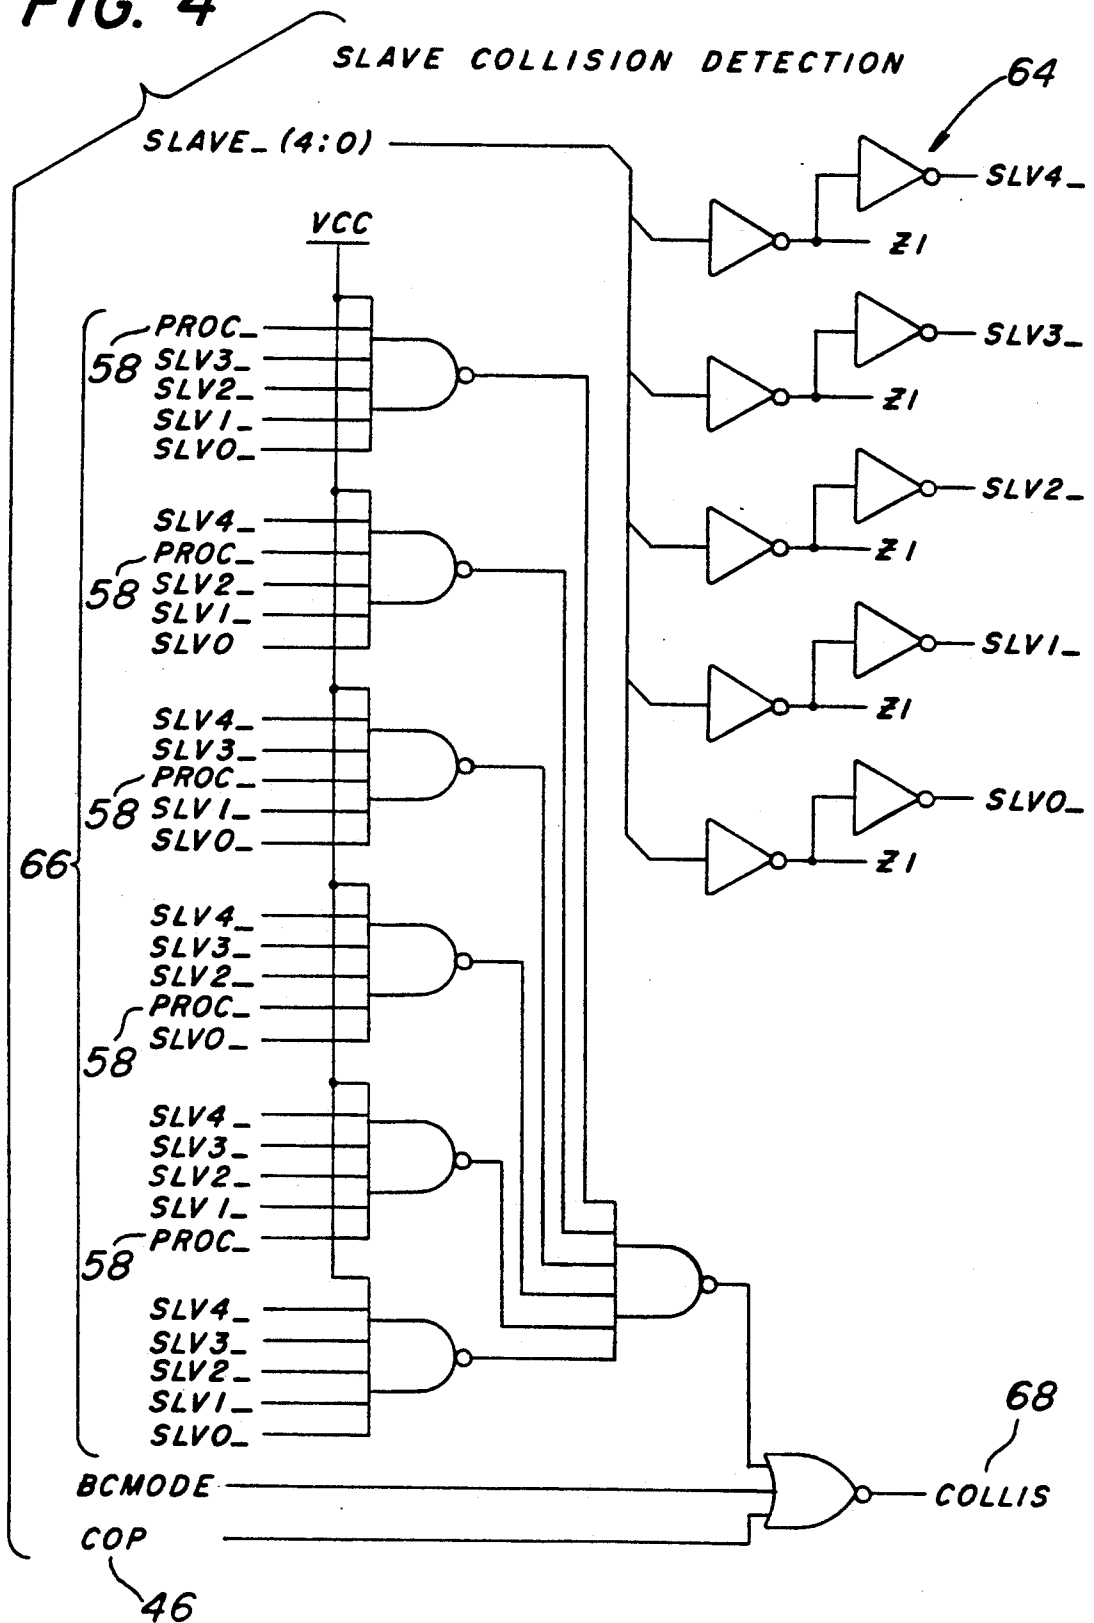 FIG. 4
SLAVE COLLISION DETECTION
64
SLAVE_ (4:0)
SLV4_
Z1
SLV3_
Z1
SLV2_
Z1
SLV1_
Z1
SLV0_
Z1
VCC
PROC_
58
SLV3_
SLV2_
SLV1_
SLV0_
SLV4_
PROC_
58
SLV2_
SLV1_
SLV0
SLV4_
SLV3_
PROC_
58
SLV1_
SLV0_
66
SLV4_
SLV3_
SLV2_
PROC_
58
SLV0_
SLV4_
SLV3_
SLV2_
SLV1_
PROC_
58
SLV4_
SLV3_
SLV2_
SLV1_
SLV0_
BCMODE
COP
46
68
COLLIS